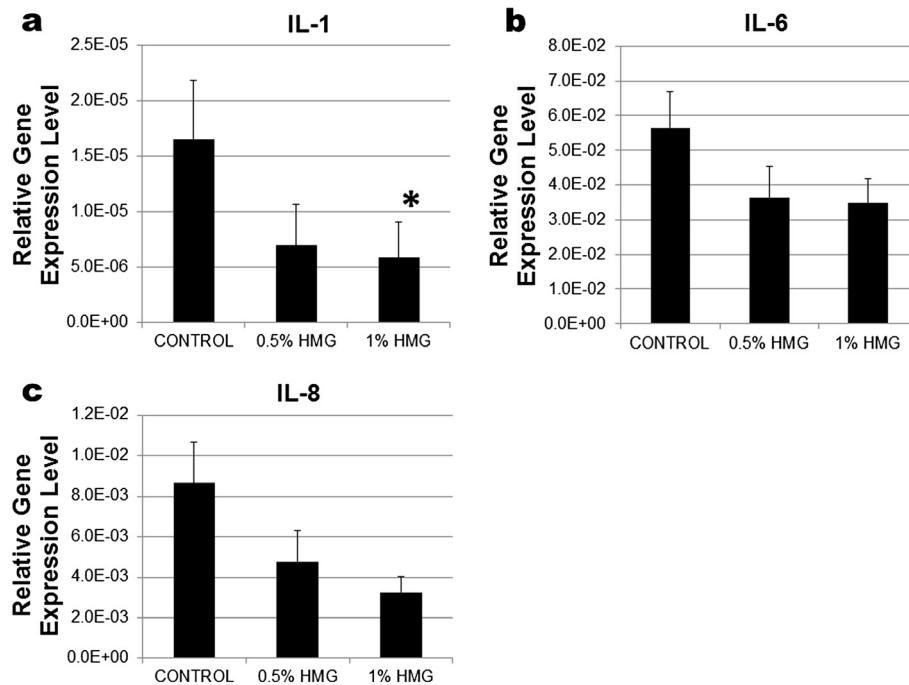 a
IL-1
Relative Gene
Expression Level
2.5E-05
2.0E-05
1.5E-05
1.0E-05
5.0E-06
0.0E+00
*
CONTROL 0.5% HMG 1% HMG
b
IL-6
Relative Gene
Expression Level
8.0E-02
7.0E-02
6.0E-02
5.0E-02
4.0E-02
3.0E-02
2.0E-02
1.0E-02
0.0E+00
CONTROL 0.5% HMG 1% HMG
c
IL-8
Relative Gene
Expression Level
1.2E-02
1.0E-02
8.0E-03
6.0E-03
4.0E-03
2.0E-03
0.0E+00
CONTROL 0.5% HMG 1% HMG